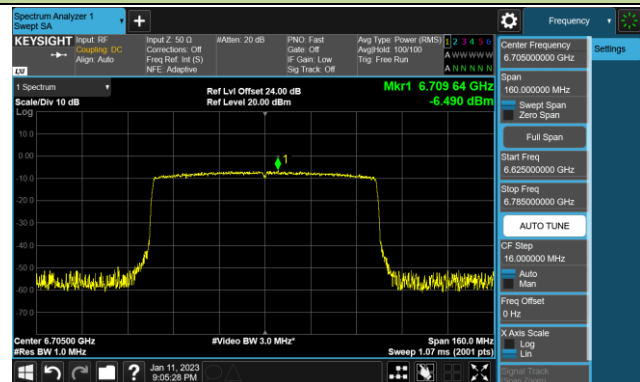 Spectrum Analyzer 1
Swept SA
Frequency
KEYSIGHT
Input: RF
Coupling: DC
Align: Auto
Input Z: 50 Ω
Corrections: Off
Freq Ref: Int (S)
NFE: Adaptive
#Atten: 20 dB
PNO: Fast
Gate: Off
IF Gain: Low
Sig Track: Off
Avg Type: Power (RMS)
Avg|Hold: 100/100
Trig: Free Run
1 2 3 4 5 6
A W W W W W
A N N N N N
LXI
1 Spectrum
Scale/Div 10 dB
Log
Ref Lvl Offset 24.00 dB
Ref Level 20.00 dBm
Mkr1 6.709 64 GHz
-6.490 dBm
10.0
0.00
-10.0
-20.0
-30.0
-40.0
-50.0
-60.0
-70.0
1
Center 6.70500 GHz
#Res BW 1.0 MHz
#Video BW 3.0 MHz*
Span 160.0 MHz
Sweep 1.07 ms (2001 pts)
Jan 11, 2023
9:05:28 PM
Center Frequency
6.705000000 GHz
Span
160.000000 MHz
Swept Span
Zero Span
Full Span
Start Freq
6.625000000 GHz
Stop Freq
6.785000000 GHz
AUTO TUNE
CF Step
16.000000 MHz
Auto
Man
Freq Offset
0 Hz
X Axis Scale
Log
Lin
Signal Track
(Span Zoom)
Settings